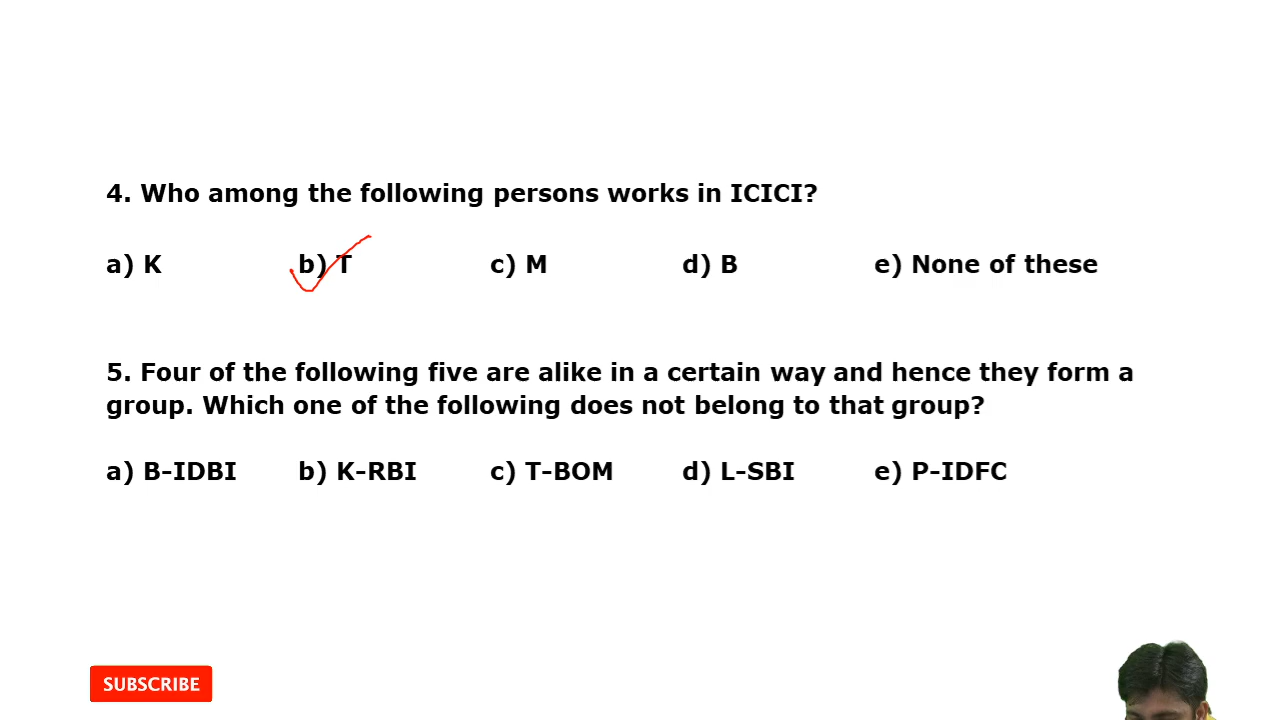 4. Who among the following persons works in ICICI?
a) K b) T c) M d) B e) None of these
5. Four of the following five are alike in a certain way and hence they form a
group. Which one of the following does not belong to that group?
a) B-IDBI b) K-RBI c) T-BOM d) L-SBI e) P-IDFC
SUBSCRIBE